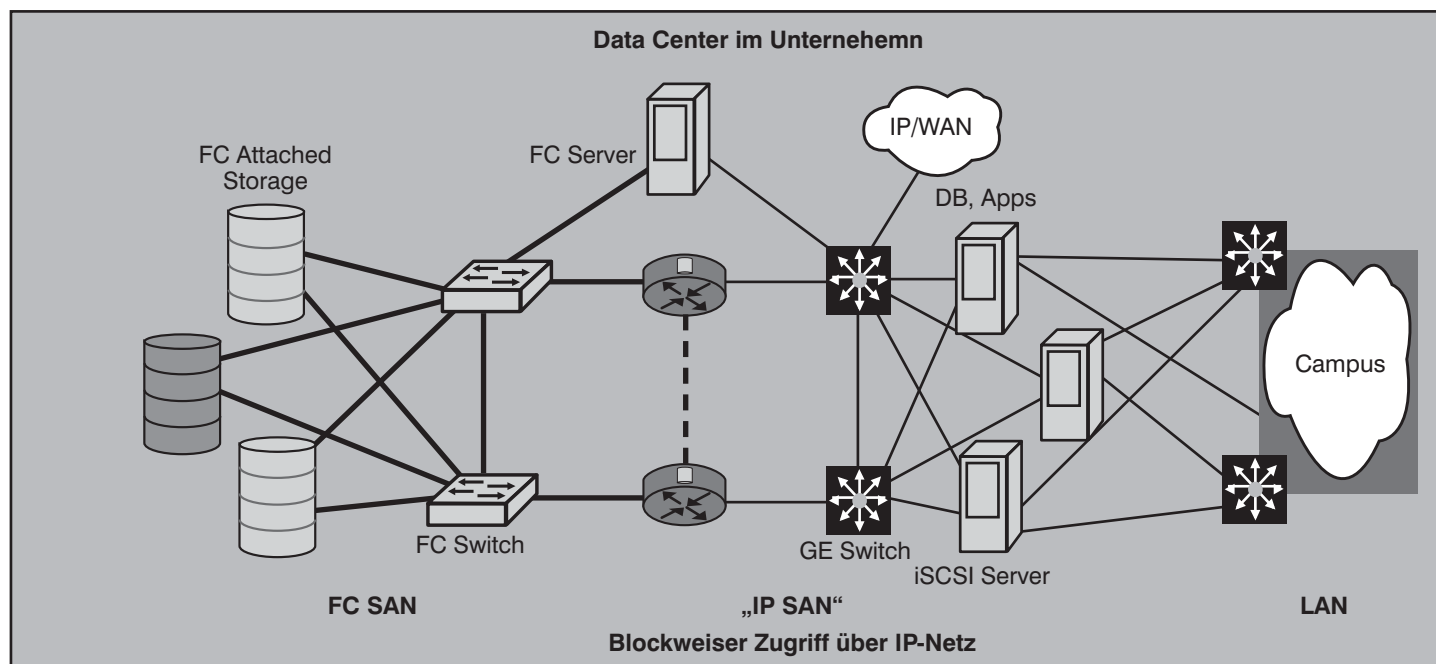 Data Center im Unternehemn
IP/WAN
FC Attached
Storage
FC Server
DB, Apps
Campus
FC Switch
GE Switch
iSCSI Server
FC SAN
„IP SAN“
LAN
Blockweiser Zugriff über IP-Netz